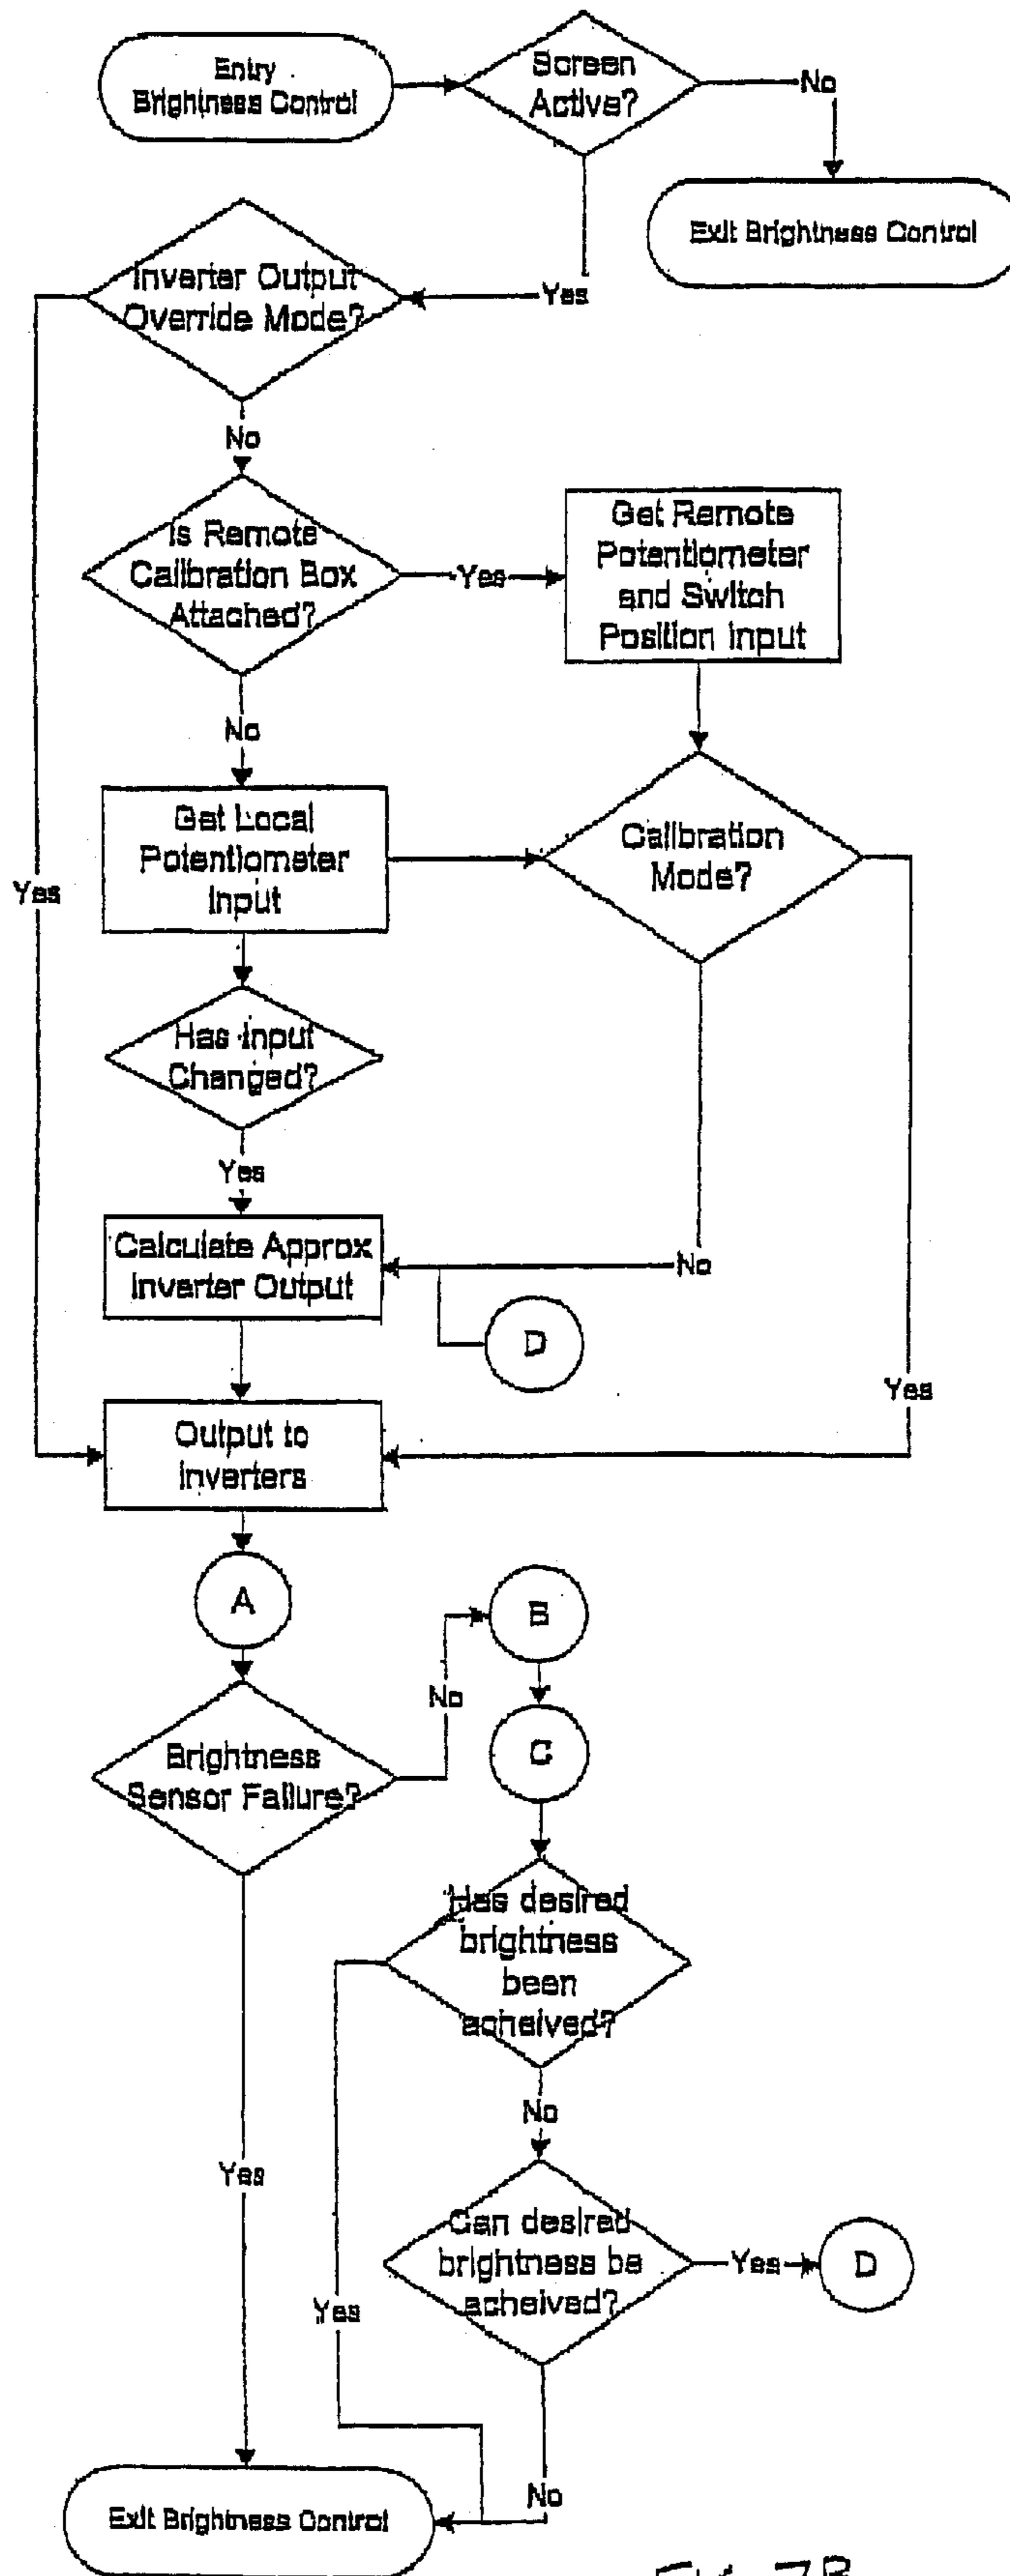 Entry
Brightness Control
Screen
Active?
No
Exit Brightness Control
Yes
Inverter Output
Override Mode?
No
Is Remote
Calibration Box
Attached?
Yes
Get Remote
Potentiometer
and Switch
Position Input
No
Get Local
Potentiometer
Input
Calibration
Mode?
Yes
Has Input
Changed?
Yes
Calculate Approx
Inverter Output
No
D
Yes
Output to
Inverters
A
B
No
C
Brightness
Sensor Failure?
Has desired
brightness
been
acheived?
No
Yes
Can desired
brightness be
acheived?
Yes
D
Yes
No
Exit Brightness Control
FIG. 7B